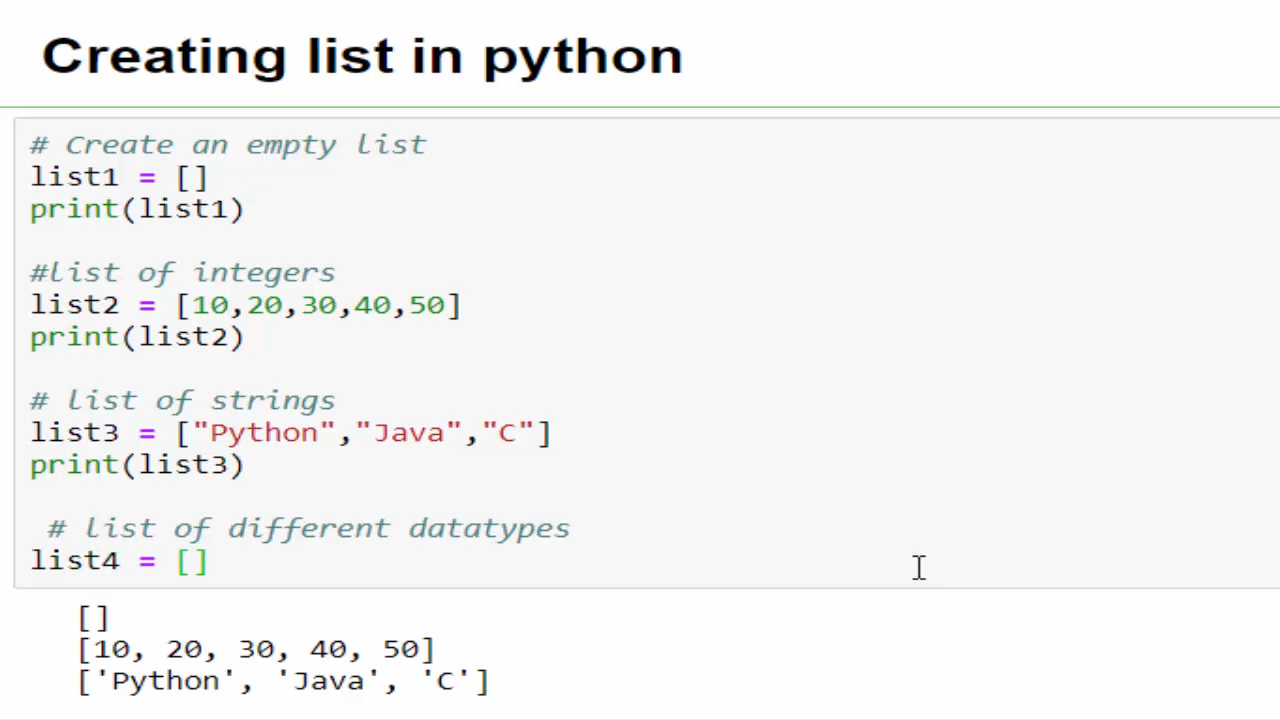 Creating list in python
# Create an empty list
list1 = []
print(list1)
#list of integers
list2 = [10,20,30,40,50]
print(list2)
# list of strings
list3 = ["Python","Java","C"]
print(list3)
# list of different datatypes
list4 = []
[]
[10, 20, 30, 40, 50]
['Python', 'Java', 'C']